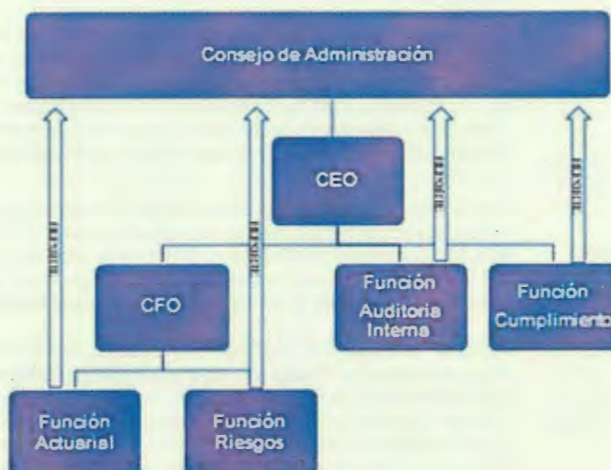 Consejo de Administración
CEO
CFO
Función
Auditoria
Interna
Función
Cumplimiento
Función
Actuarial
Función
Riesgos